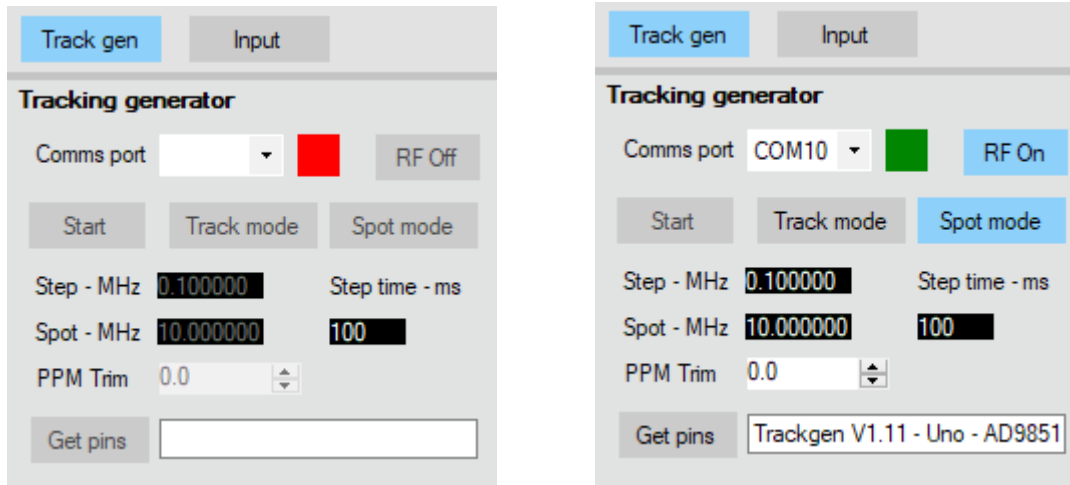 Track gen Input
Tracking generator
Comms port RF Off
Start Track mode Spot mode
Step - MHz 0.100000 Step time - ms
Spot - MHz 10.000000 100
PPM Trim 0.0
Get pins
Track gen Input
Tracking generator
Comms port COM10 RF On
Start Track mode Spot mode
Step - MHz 0.100000 Step time - ms
Spot - MHz 10.000000 100
PPM Trim 0.0
Get pins Trackgen V1.11 - Uno - AD9851